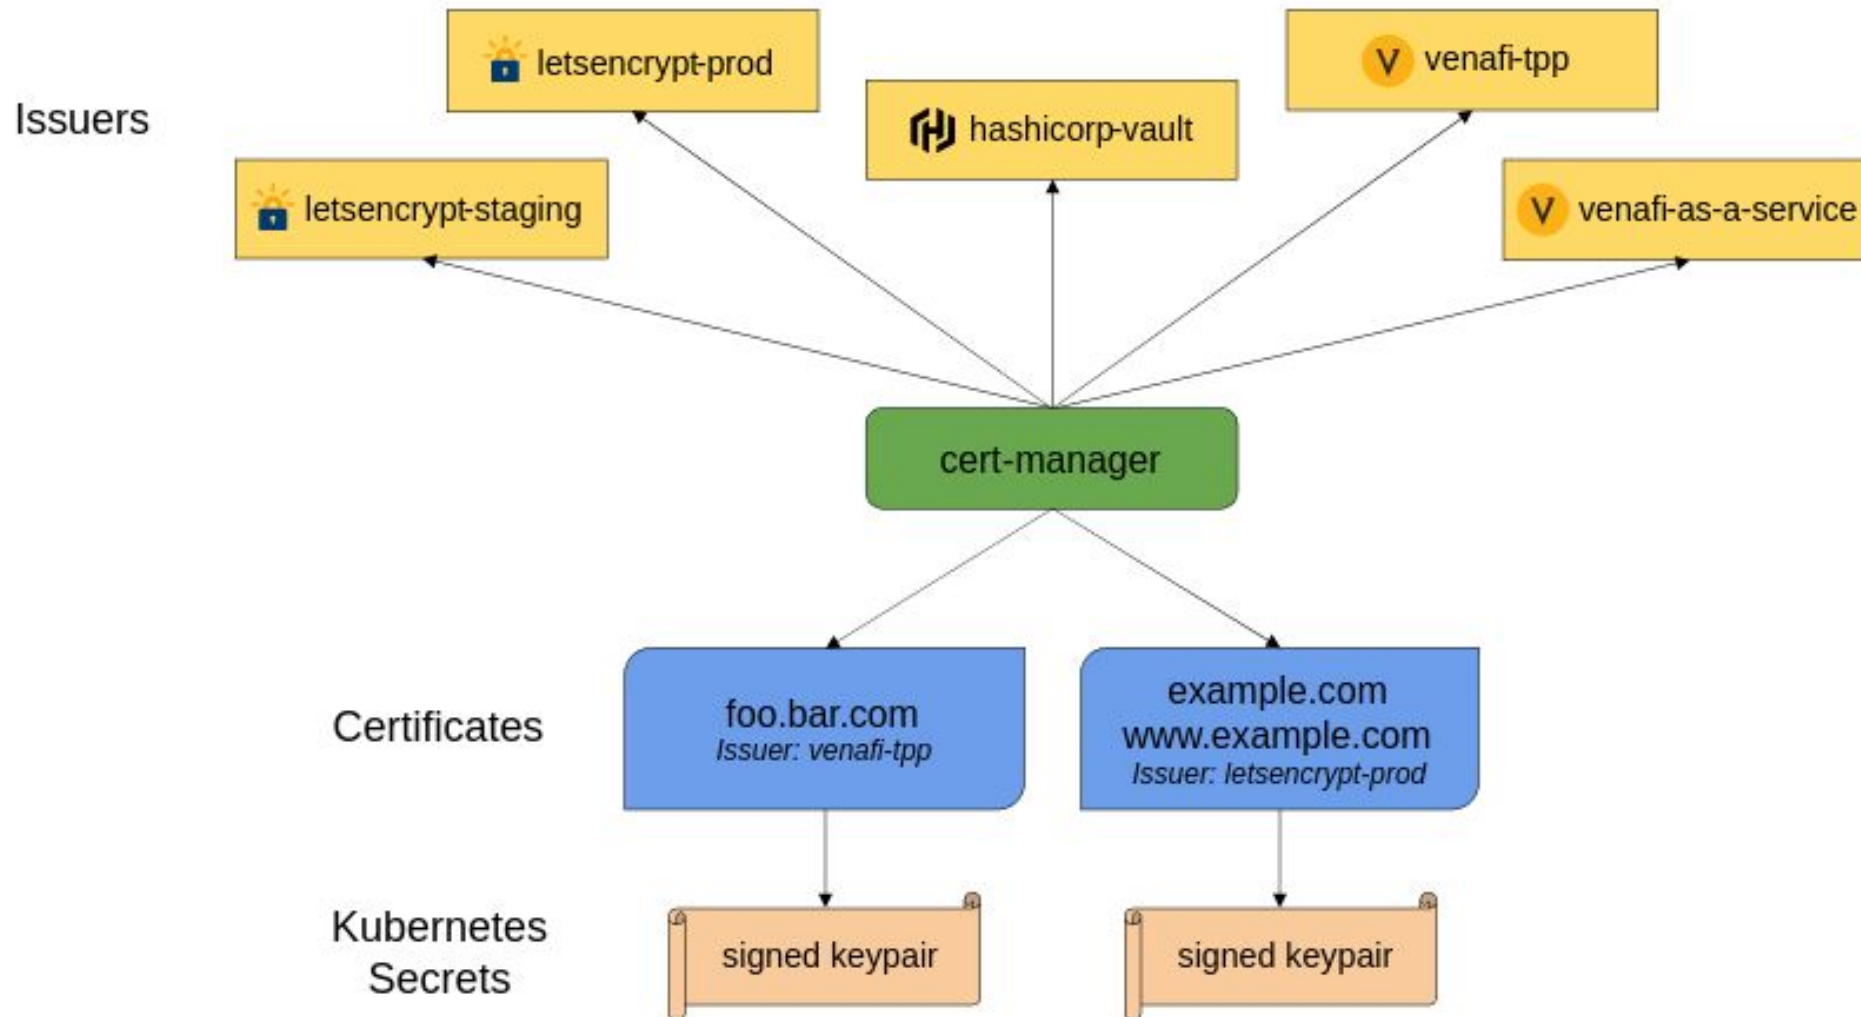 letsencrypt-prod
venafi-tpp
Issuers
hashicorp-vault
letsencrypt-staging
venafi-as-a-service
cert-manager
Certificates
foo.bar.com
Issuer: venafi-tpp
example.com
www.example.com
Issuer: letsencrypt-prod
Kubernetes
Secrets
signed keypair
signed keypair